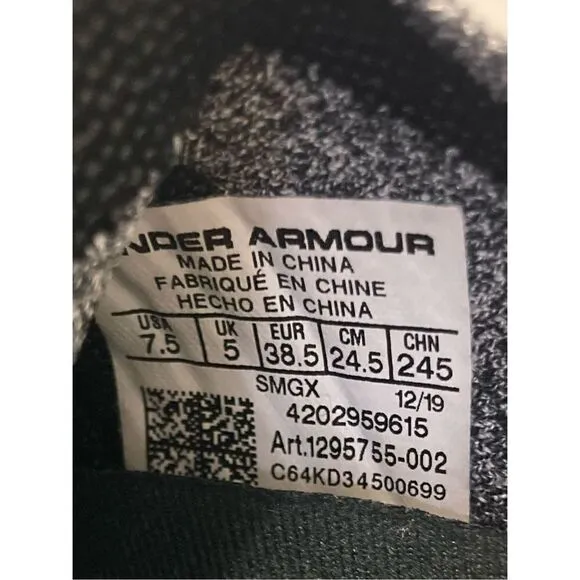 NDER ARMOUR
MADE IN CHINA
FABRIQUÉ EN CHINE
HECHO EN CHINA
USA UK EUR CM CHN
7.5 5 38.5 24.5 245
SMGX 12/19
4202959615
Art.1295755-002
C64KD34500699